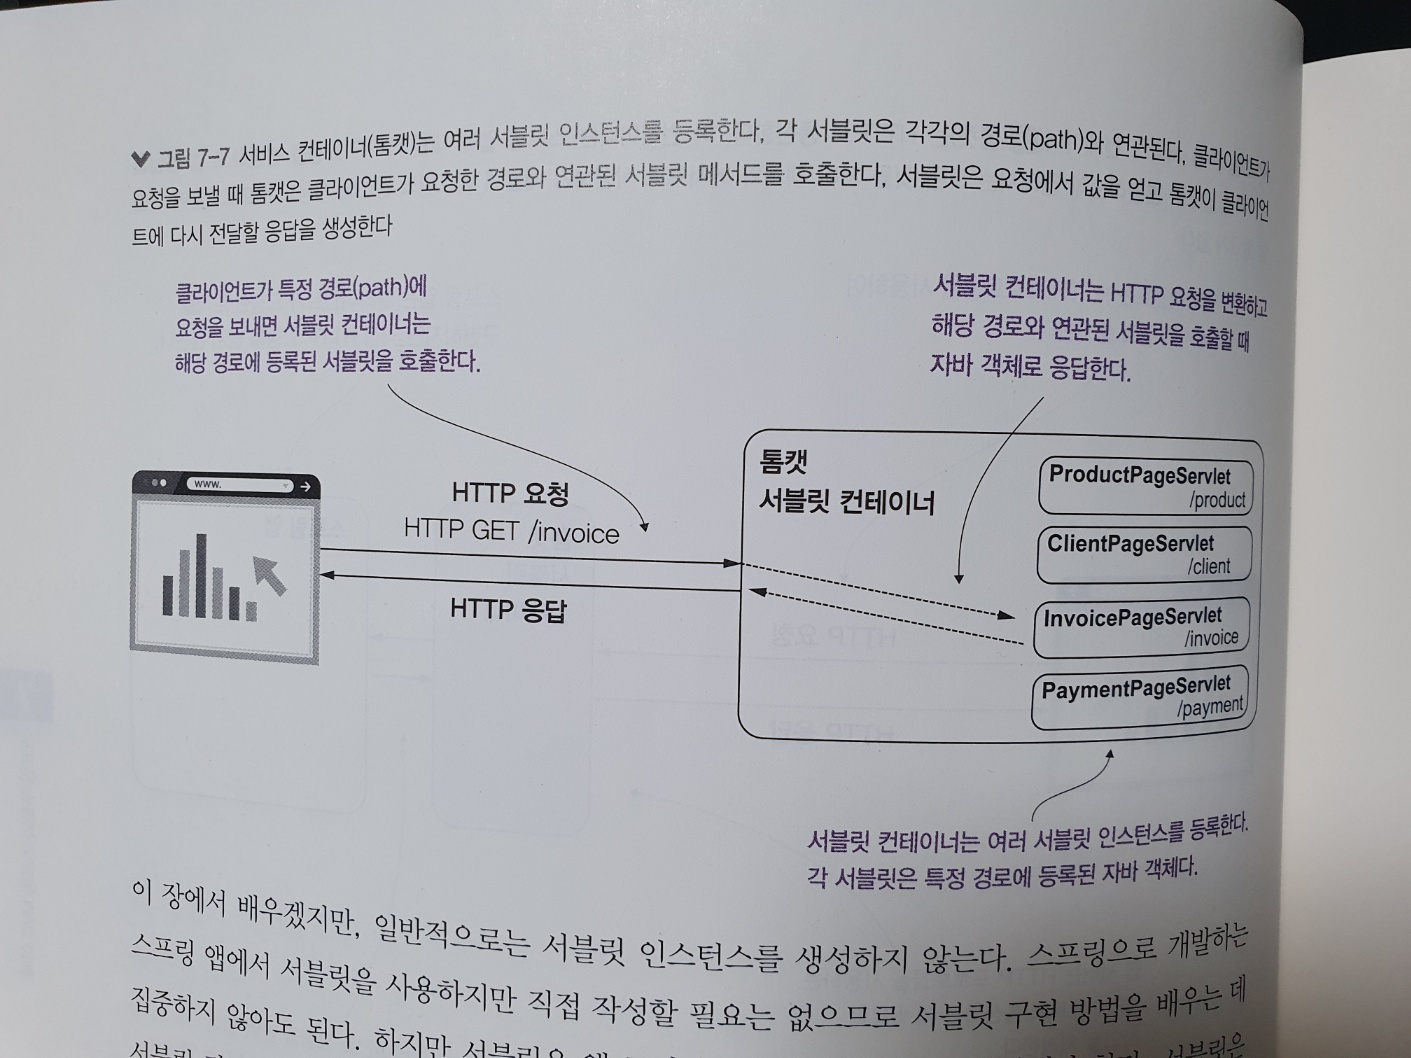 그림 7-7 서비스 컨테이너(톰캣)는 여러 서블릿 인스턴스를 등록한다, 각 서블릿은 각각의 경로(path)와 연관된다, 클라이언트가
요청을 보낼 때 톰캣은 클라이언트가 요청한 경로와 연관된 서블릿 메서드를 호출한다, 서블릿은 요청에서 값을 얻고 톰캣이 클라이언
트에 다시 전달할 응답을 생성한다
클라이언트가 특정 경로(path)에
요청을 보내면 서블릿 컨테이너는
해당 경로에 등록된 서블릿을 호출한다.
서블릿 컨테이너는 HTTP 요청을 변환하고
해당 경로와 연관된 서블릿을 호출할 때
자바 객체로 응답한다.
www.
HTTP 요청
HTTP GET /invoice
HTTP 응답
톰캣
서블릿 컨테이너
ProductPageServlet
/product
ClientPageServlet
/client
InvoicePageServlet
/invoice
PaymentPageServlet
/payment
서블릿 컨테이너는 여러 서블릿 인스턴스를 등록한다.
각 서블릿은 특정 경로에 등록된 자바 객체다.
이 장에서 배우겠지만, 일반적으로는 서블릿 인스턴스를 생성하지 않는다. 스프링으로 개발하는
스프링 앱에서 서블릿을 사용하지만 직접 작성할 필요는 없으므로 서블릿 구현 방법을 배우는 데
집중하지 않아도 된다. 하지만 서블릿은
서블릿은